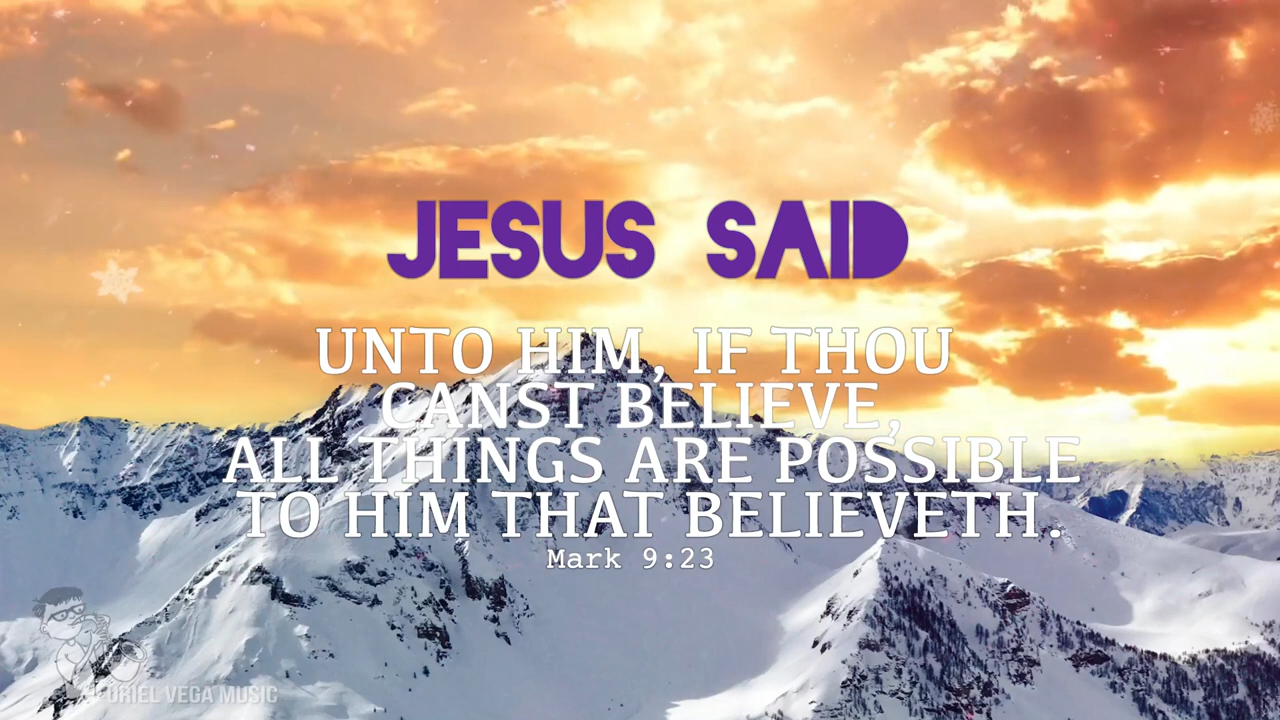 JESUS SAID
UNTO HIM, IF THOU
CANST BELIEVE,
ALL THINGS ARE POSSIBLE
TO HIM THAT BELIEVETH.
Mark 9:23
URIEL VEGA MUSIC